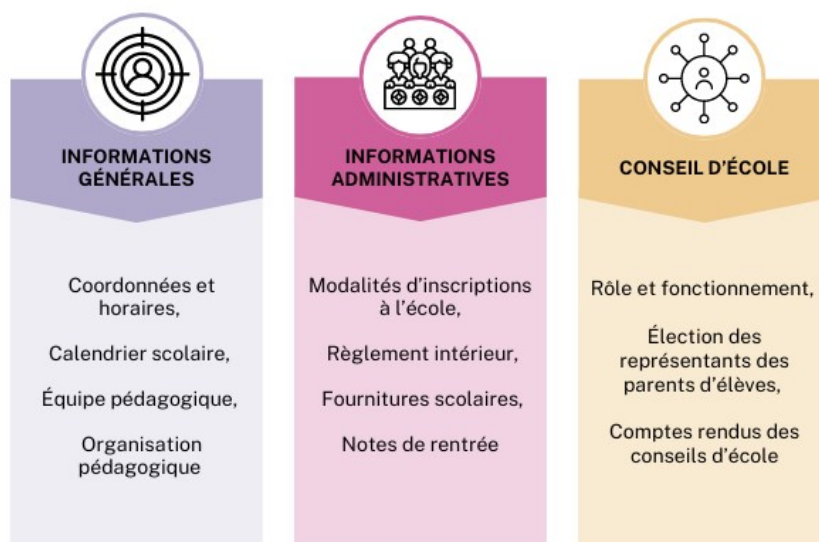 INFORMATIONS
GÉNÉRALES
Coordonnées et
horaires,
Calendrier scolaire,
Équipe pédagogique,
Organisation
pédagogique
INFORMATIONS
ADMINISTRATIVES
Modalités d'inscriptions
à l'école,
Règlement intérieur,
Fournitures scolaires,
Notes de rentrée
CONSEIL D'ÉCOLE
Rôle et fonctionnement,
Élection des
représentants des
parents d'élèves,
Comptes rendus des
conseils d'école